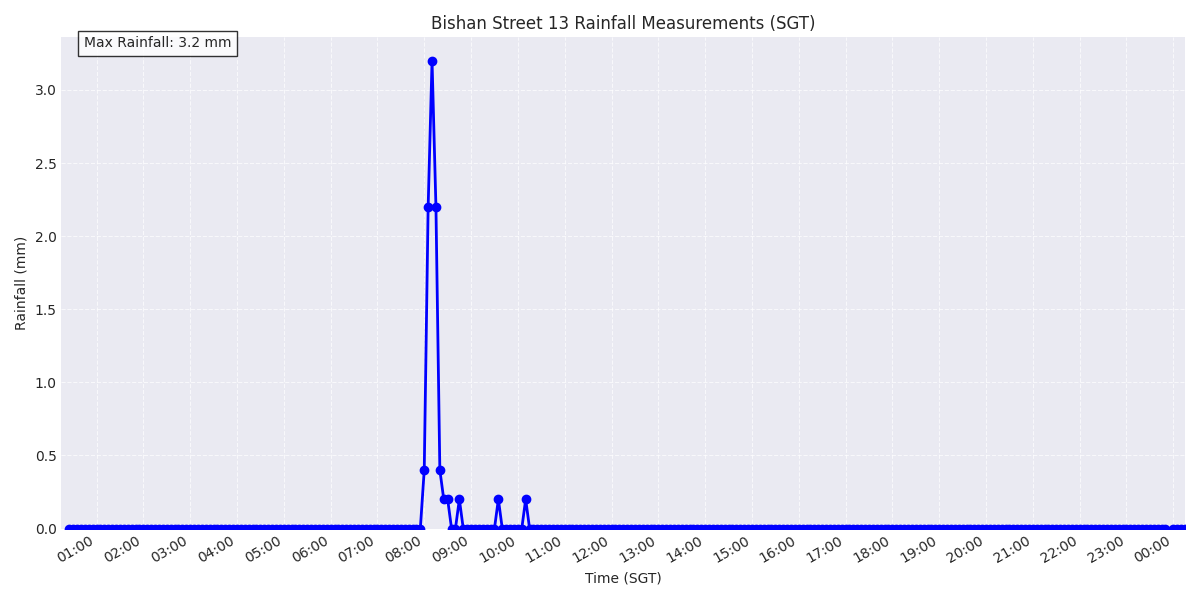 Bishan Street 13 Rainfall Measurements (SGT)
Max Rainfall: 3.2 mm
Rainfall (mm)
3.0
2.5
2.0
1.5
1.0
0.5
0.0
01:00 02:00 03:00 04:00 05:00 06:00 07:00 08:00 09:00 10:00 11:00 12:00 13:00 14:00 15:00 16:00 17:00 18:00 19:00 20:00 21:00 22:00 23:00 00:00
Time (SGT)